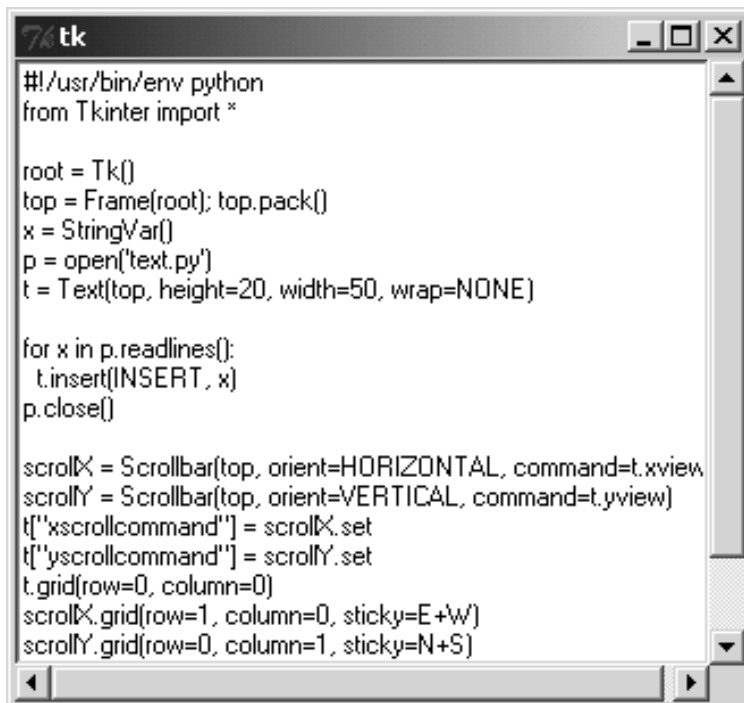 tk
#!/usr/bin/env python
from Tkinter import *
root = Tk()
top = Frame(root); top.pack()
x = StringVar()
p = open('text.py')
t = Text(top, height=20, width=50, wrap=NONE)
for x in p.readlines():
  t.insert(INSERT, x)
p.close()
scrollX = Scrollbar(top, orient=HORIZONTAL, command=t.xview
scrollY = Scrollbar(top, orient=VERTICAL, command=t.yview)
t["xscrollcommand"] = scrollX.set
t["yscrollcommand"] = scrollY.set
t.grid(row=0, column=0)
scrollX.grid(row=1, column=0, sticky=E+W)
scrollY.grid(row=0, column=1, sticky=N+S)